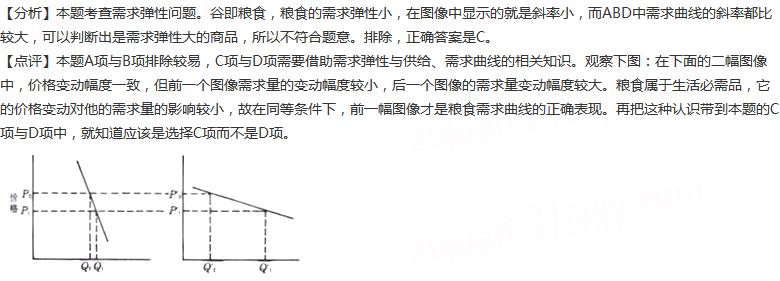 【分析】本题考查需求弹性问题。谷即粮食，粮食的需求弹性小，在图像中显示的就是斜率小，而ABD中需求曲线的斜率都比
较大，可以判断出是需求弹性大的商品，所以不符合题意。排除，正确答案是C。
【点评】本题A项与B项排除较易，C项与D项需要借助需求弹性与供给、需求曲线的相关知识。观察下图：在下面的二幅图像
中，价格变动幅度一致，但前一个图像需求量的变动幅度较小，后一个图像的需求量变动幅度较大。粮食属于生活必需品，它
的价格变动对他的需求量的影响较小，故在同等条件下，前一幅图像才是粮食需求曲线的正确表现。再把这种认识带到本题的C
项与D项中，就知道应该是选择C项而不是D项。
价格